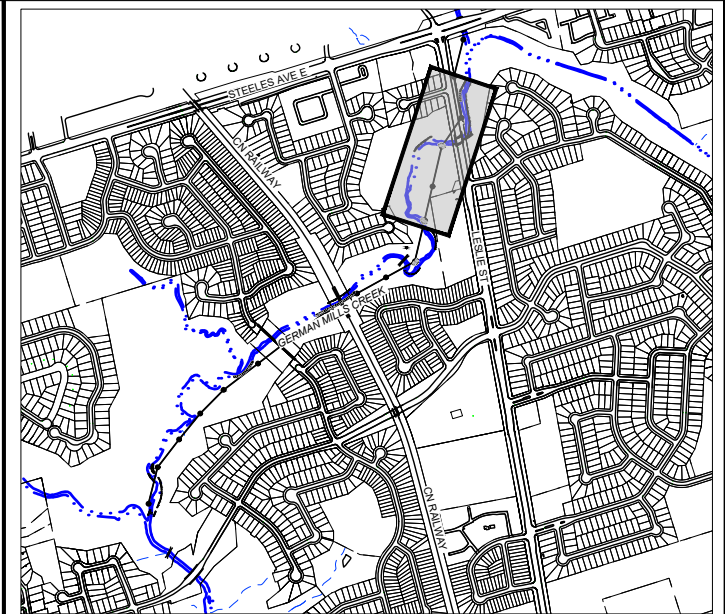 STEELES AVE E
CN RAILWAY
LESLIE ST
GERMAN MILLS CREEK
CN RAILWAY